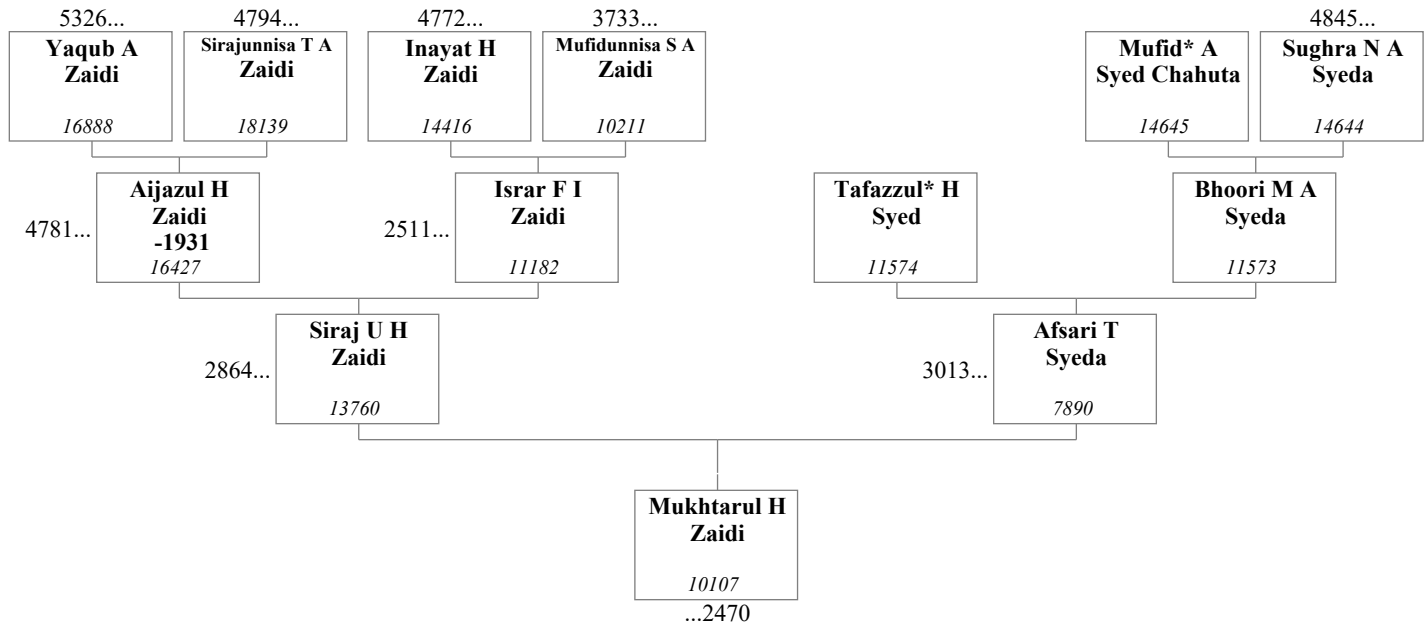 5326...
4794...
4772...
3733...
4845...
Yaqub A
Zaidi
16888
Sirajunnisa T A
Zaidi
18139
Inayat H
Zaidi
14416
Mufidunnisa S A
Zaidi
10211
Mufid* A
Syed Chahuta
14645
Sughra N A
Syeda
14644
4781...
Aijazul H
Zaidi
-1931
16427
2511...
Israr F I
Zaidi
11182
Tafazzul* H
Syed
11574
Bhoori M A
Syeda
11573
2864...
Siraj U H
Zaidi
13760
3013...
Afsari T
Syeda
7890
Mukhtarul H
Zaidi
10107
...2470